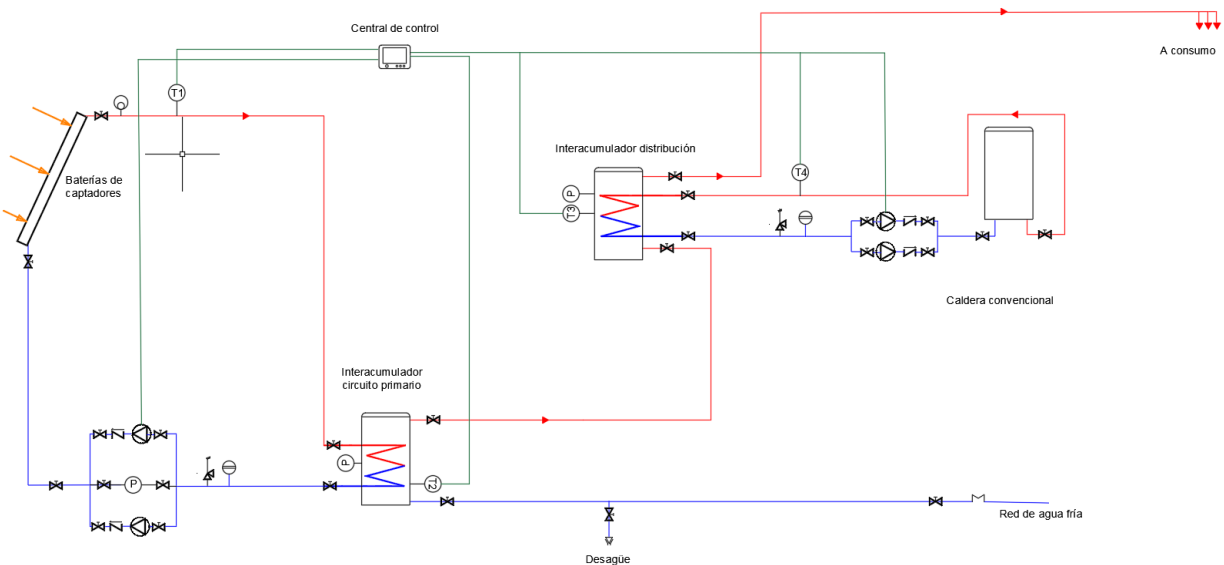 Central de control
A consumo
T1
Interacumulador distribución
Baterías de
captadores
P
T3
T4
Caldera convencional
Interacumulador
circuito primario
P
P
T2
Red de agua fría
Desagüe